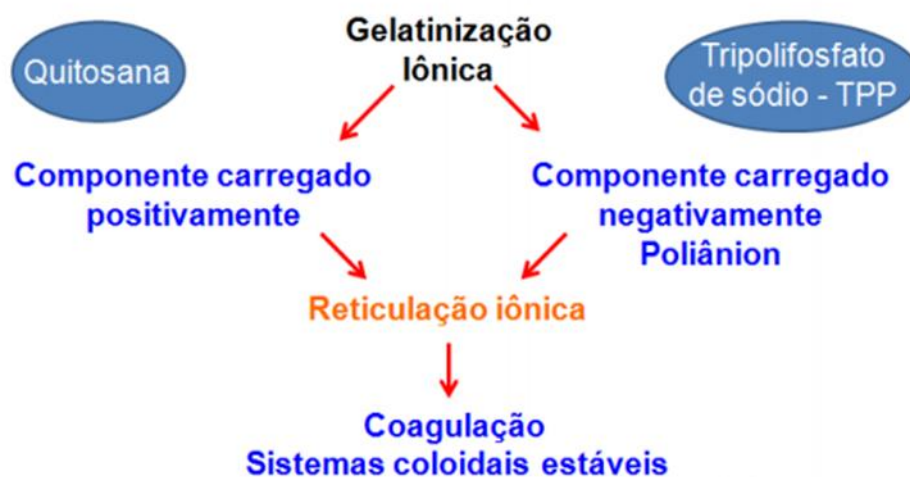 Gelatinização
Iônica
Quitosana
Tripolifosfato
de sódio - TPP
Componente carregado
positivamente
Componente carregado
negativamente
Poliânion
Reticulação iônica
Coagulação
Sistemas coloidais estáveis